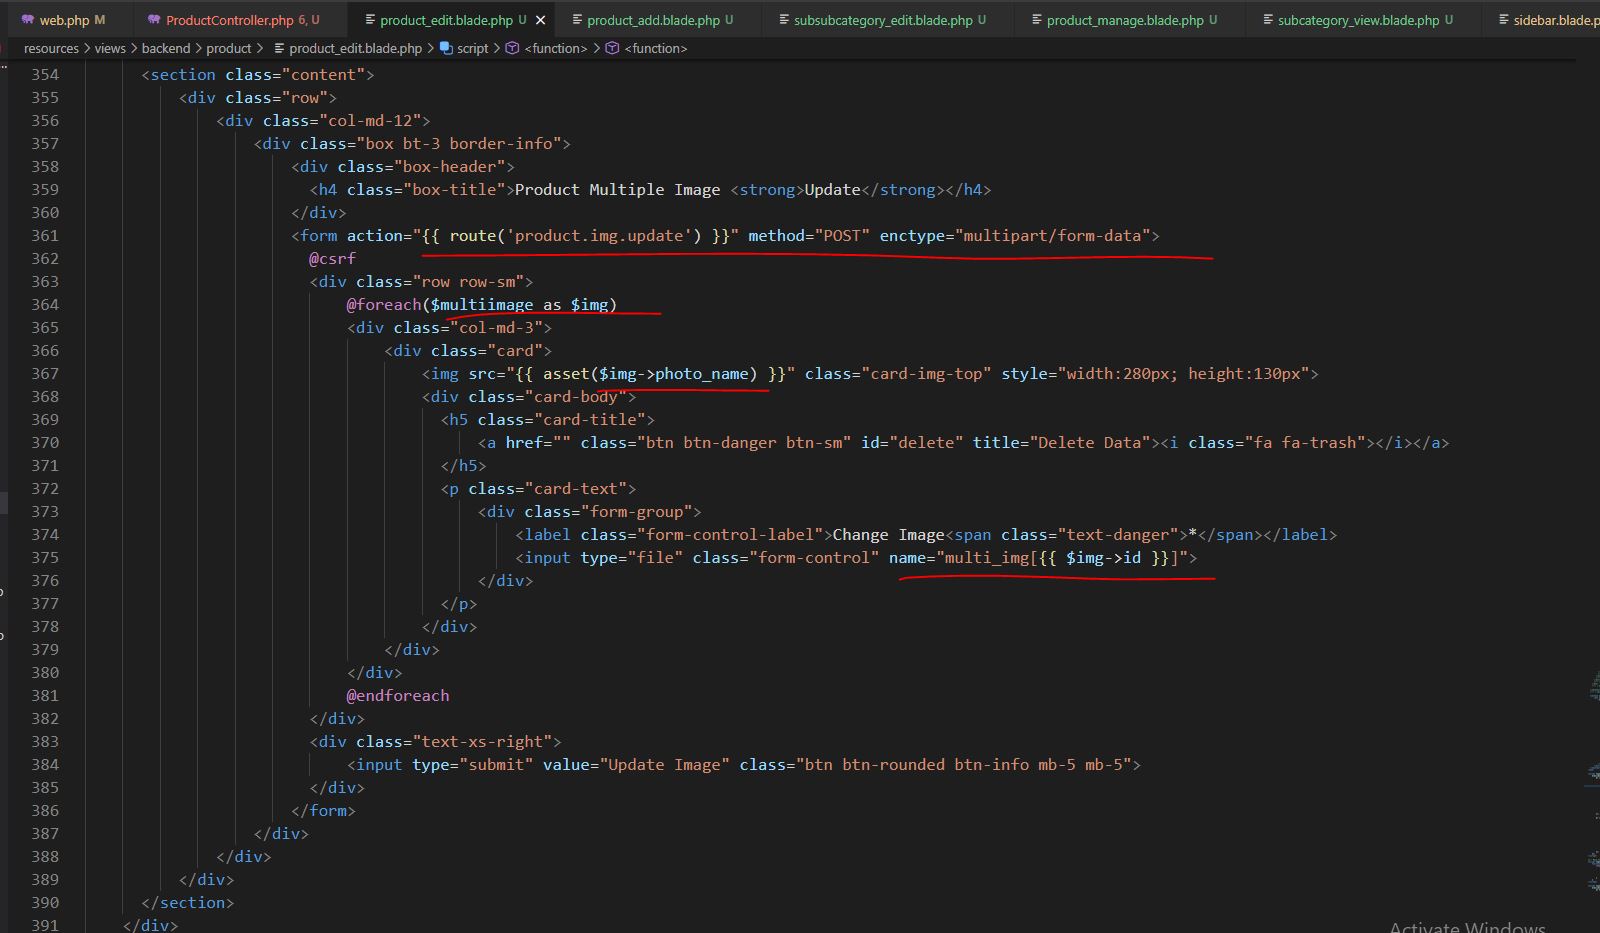 web.php M
ProductController.php 6, U
product_edit.blade.php U
product_add.blade.php U
subsubcategory_edit.blade.php U
product_manage.blade.php U
subcategory_view.blade.php U
sidebar.blade.p
resources > views > backend > product > product_edit.blade.php > script > <function> > <function>
354 <section class="content">
355 <div class="row">
356 <div class="col-md-12">
357 <div class="box bt-3 border-info">
358 <div class="box-header">
359 <h4 class="box-title">Product Multiple Image <strong>Update</strong></h4>
360 </div>
361 <form action="{{ route('product.img.update') }}" method="POST" enctype="multipart/form-data">
362 @csrf
363 <div class="row row-sm">
364 @foreach($multiimage as $img)
365 <div class="col-md-3">
366 <div class="card">
367 <img src="{{ asset($img->photo_name) }}" class="card-img-top" style="width:280px; height:130px">
368 <div class="card-body">
369 <h5 class="card-title">
370 <a href="" class="btn btn-danger btn-sm" id="delete" title="Delete Data"><i class="fa fa-trash"></i></a>
371 </h5>
372 <p class="card-text">
373 <div class="form-group">
374 <label class="form-control-label">Change Image<span class="text-danger">*</span></label>
375 <input type="file" class="form-control" name="multi_img[{{ $img->id }}]">
376 </div>
377 </p>
378 </div>
379 </div>
380 </div>
381 @endforeach
382 </div>
383 <div class="text-xs-right">
384 <input type="submit" value="Update Image" class="btn btn-rounded btn-info mb-5 mb-5">
385 </div>
386 </form>
387 </div>
388 </div>
389 </div>
390 </section>
391 </div>
Activate Windows